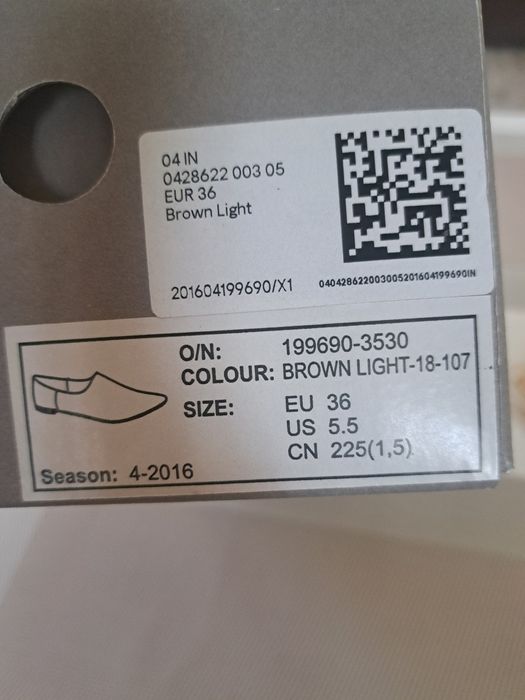 04 IN
0428622 003 05
EUR 36
Brown Light
201604199690/X1
040428622003005201604199690IN
O/N: 199690-3530
COLOUR: BROWN LIGHT-18-107
SIZE: EU 36
US 5.5
CN 225(1,5)
Season: 4-2016